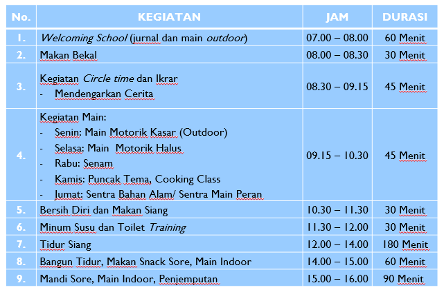 No. KEGIATAN JAM DURASI
1. Welcoming School (jurnal dan main outdoor) 07.00 – 08.00 60 Menit
2. Makan Bekal 08.00 – 08.30 30 Menit
3. Kegiatan Circle time dan Ikrar 08.30 – 09.15 45 Menit
- Mendengarkan Cerita
4. Kegiatan Main: 09.15 – 10.30 45 Menit
- Senin: Main Motorik Kasar (Outdoor)
- Selasa: Main Motorik Halus
- Rabu: Senam
- Kamis: Puncak Tema, Cooking Class
- Jumat: Sentra Bahan Alam/ Sentra Main Peran
5. Bersih Diri dan Makan Siang 10.30 – 11.30 30 Menit
6. Minum Susu dan Toilet Training 11.30 – 12.00 30 Menit
7. Tidur Siang 12.00 – 14.00 180 Menit
8. Bangun Tidur, Makan Snack Sore, Main Indoor 14.00 – 15.00 60 Menit
9. Mandi Sore, Main Indoor, Penjemputan 15.00 – 16.00 90 Menit